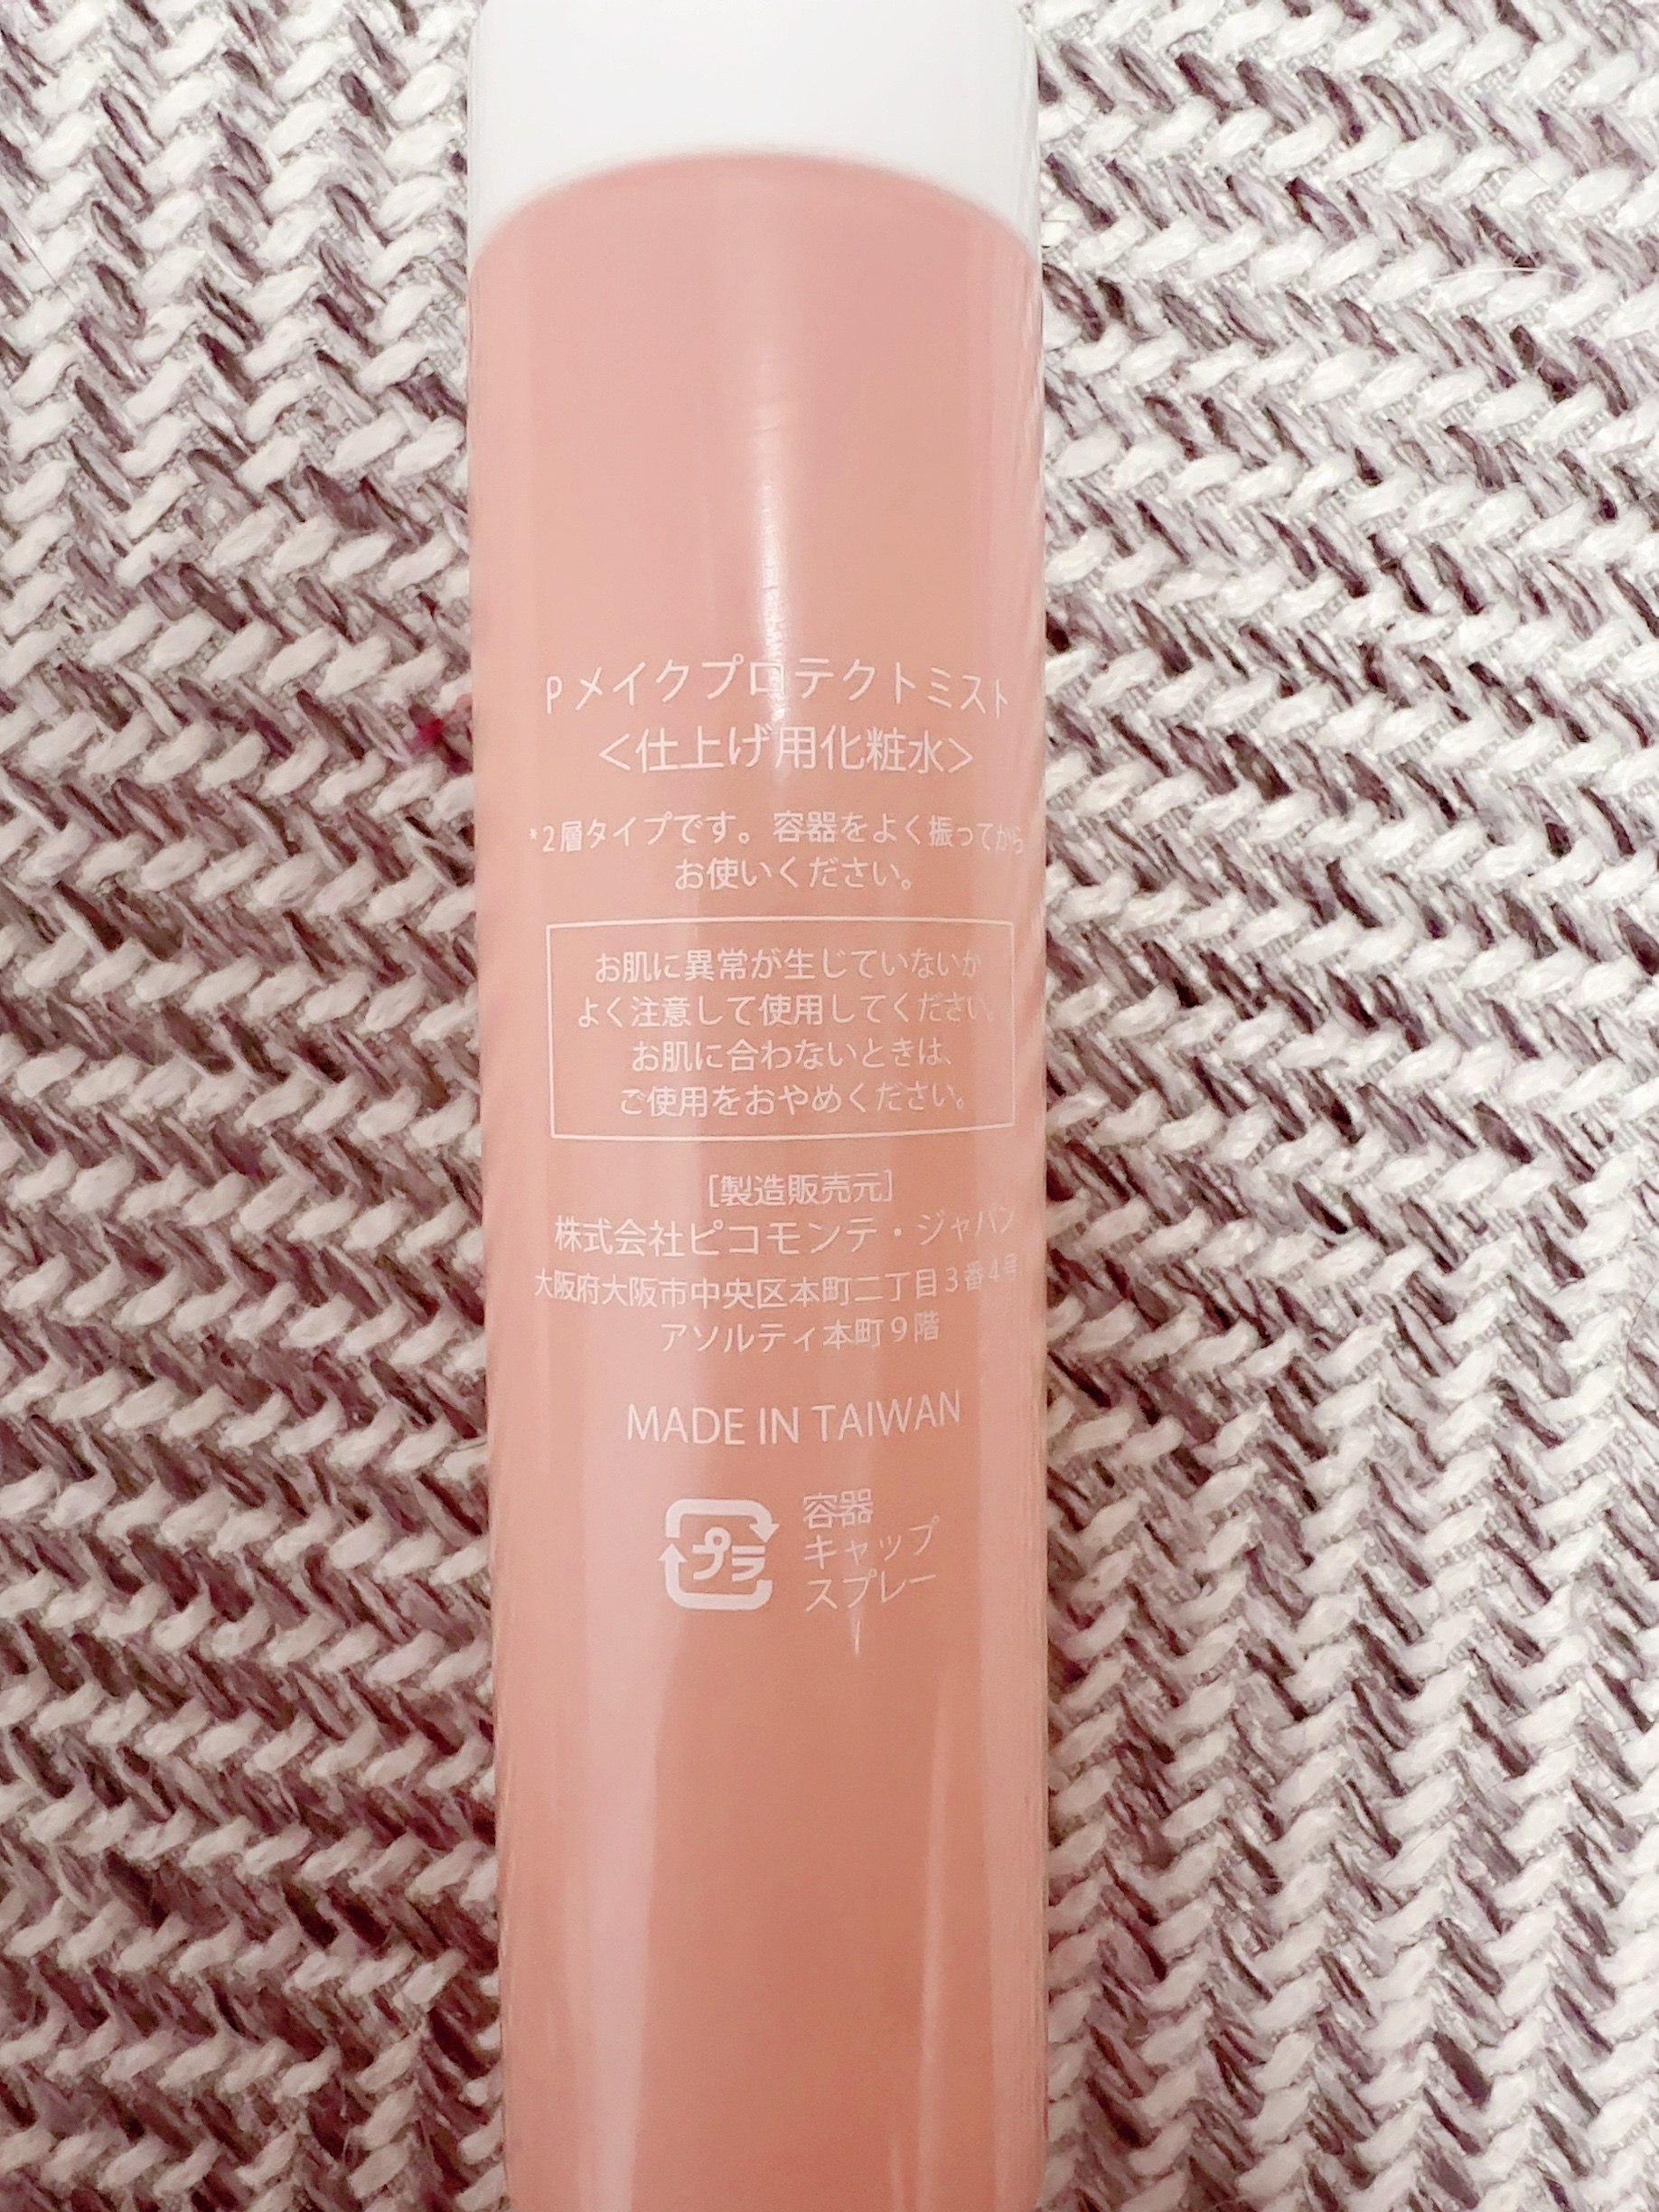 P メイクプロテクトミスト
＜仕上げ用化粧水＞
*2層タイプです。容器をよく振ってから
お使いください。
お肌に異常が生じていないか
よく注意して使用してください。
お肌に合わないときは、
ご使用をおやめください。
［製造販売元］
株式会社ピコモンテ・ジャパン
大阪府大阪市中央区本町二丁目3番4号
アソルティ本町9階
MADE IN TAIWAN
プラ
容器
キャップ
スプレー